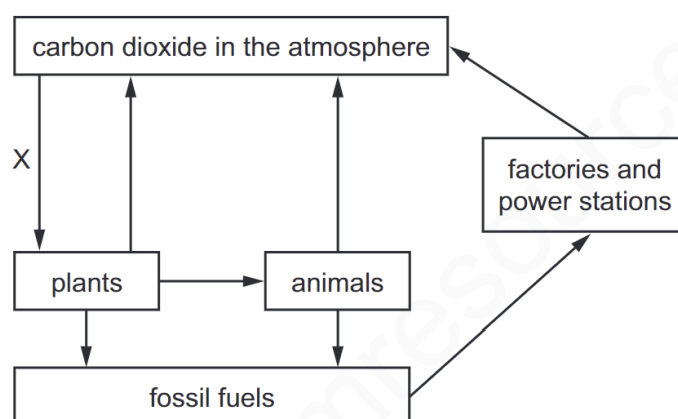 carbon dioxide in the atmosphere
X
factories and
power stations
plants
animals
fossil fuels